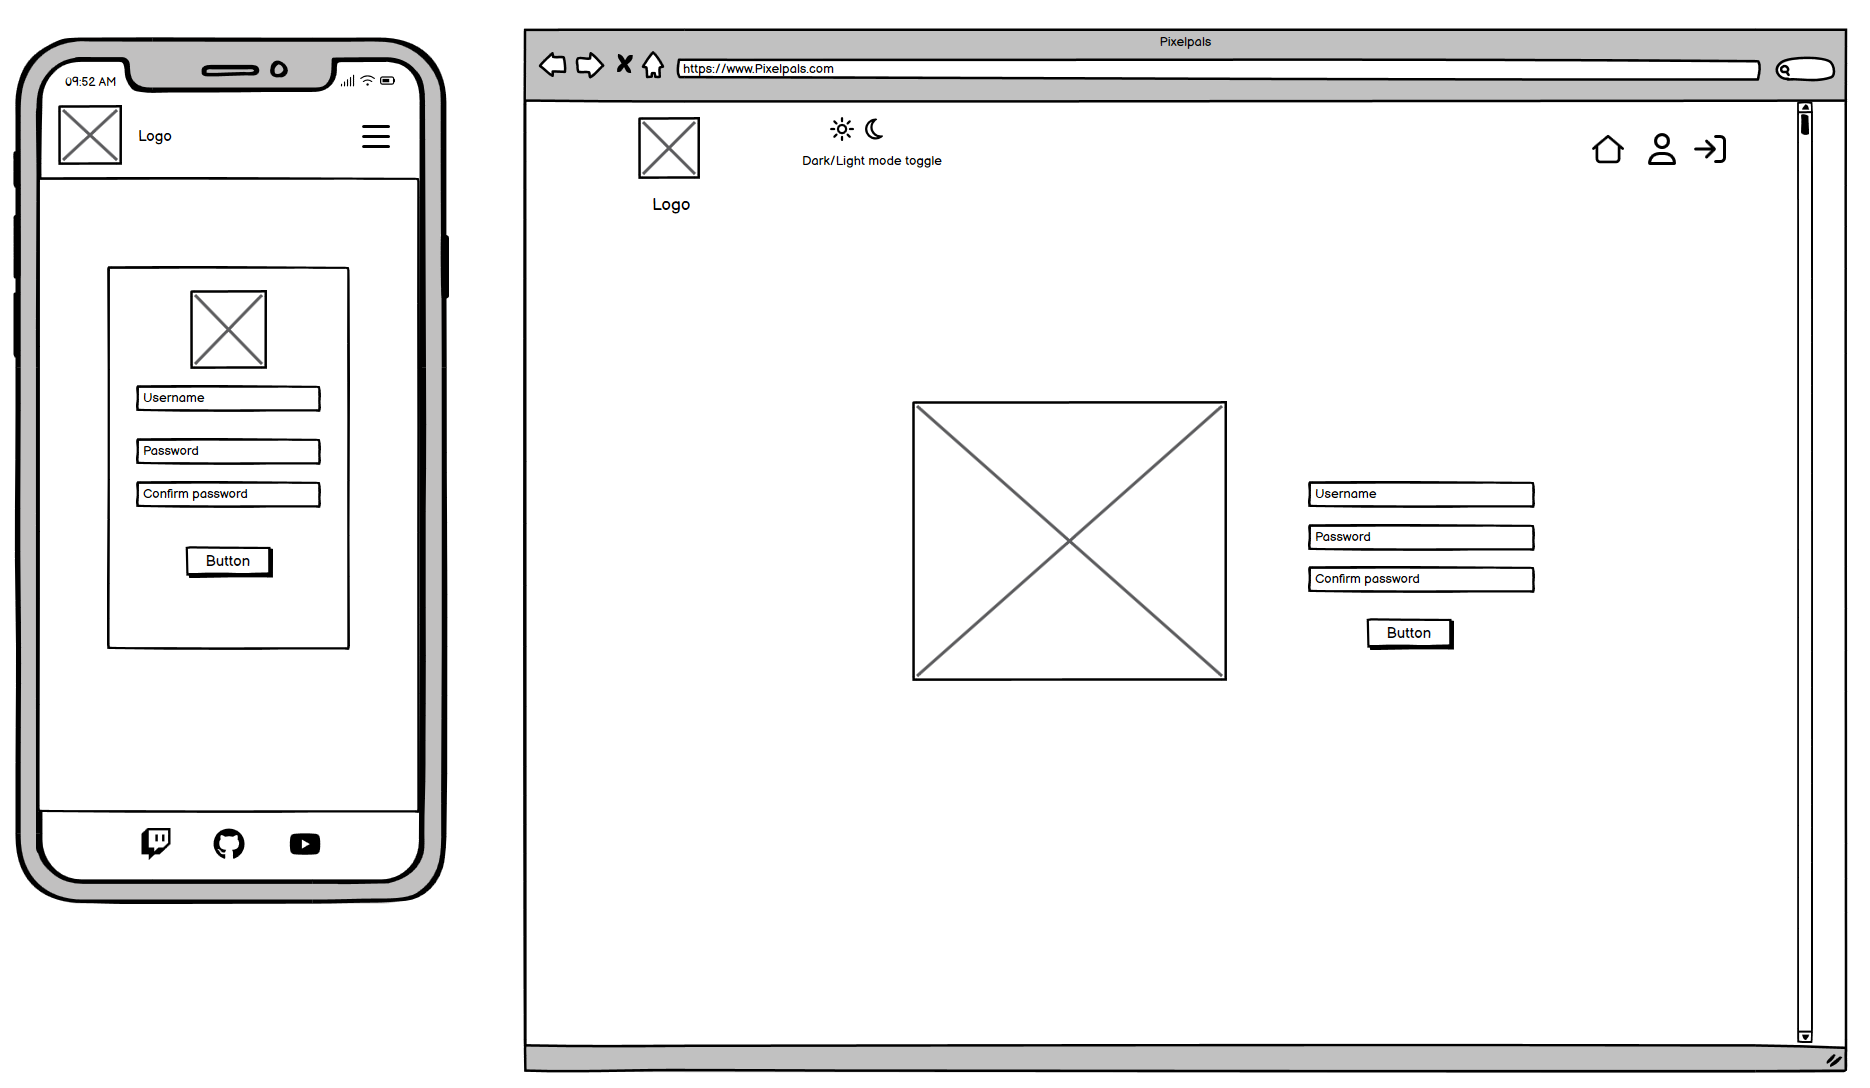 09:52 AM
Logo
Username
Password
Confirm password
Button
Pixelpals
https://www.Pixelpals.com
Dark/Light mode toggle
Logo
Username
Password
Confirm password
Button